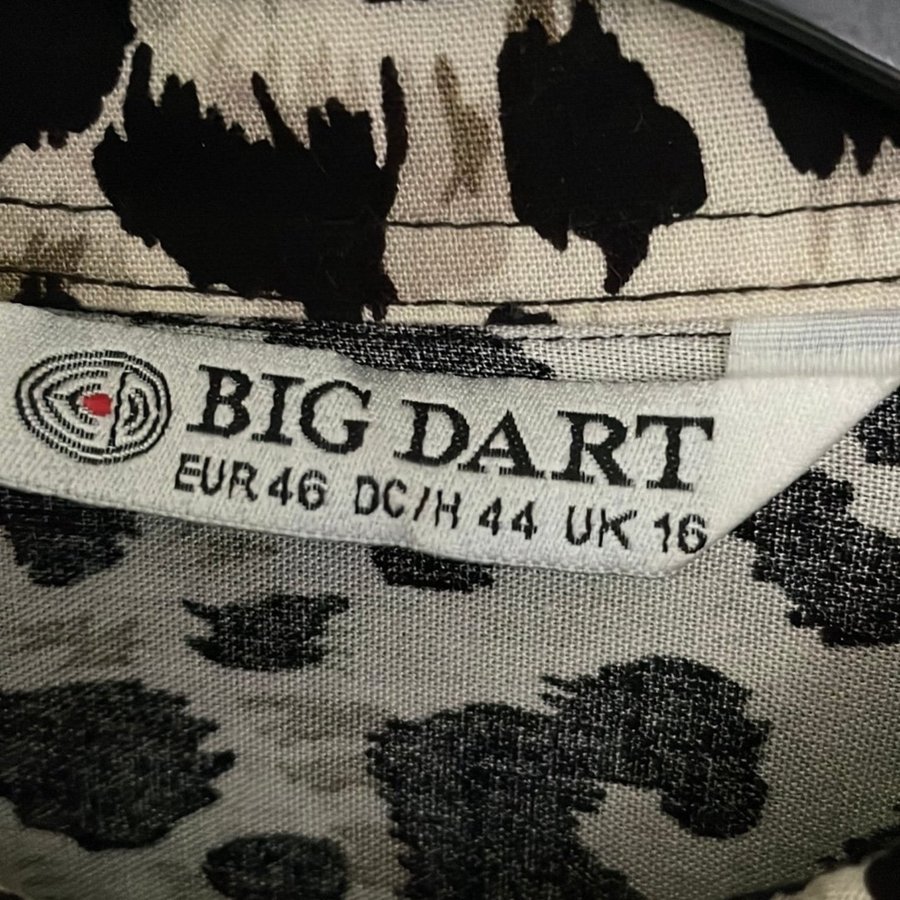 BIG DART
EUR 46 DC/H 44 UK 16